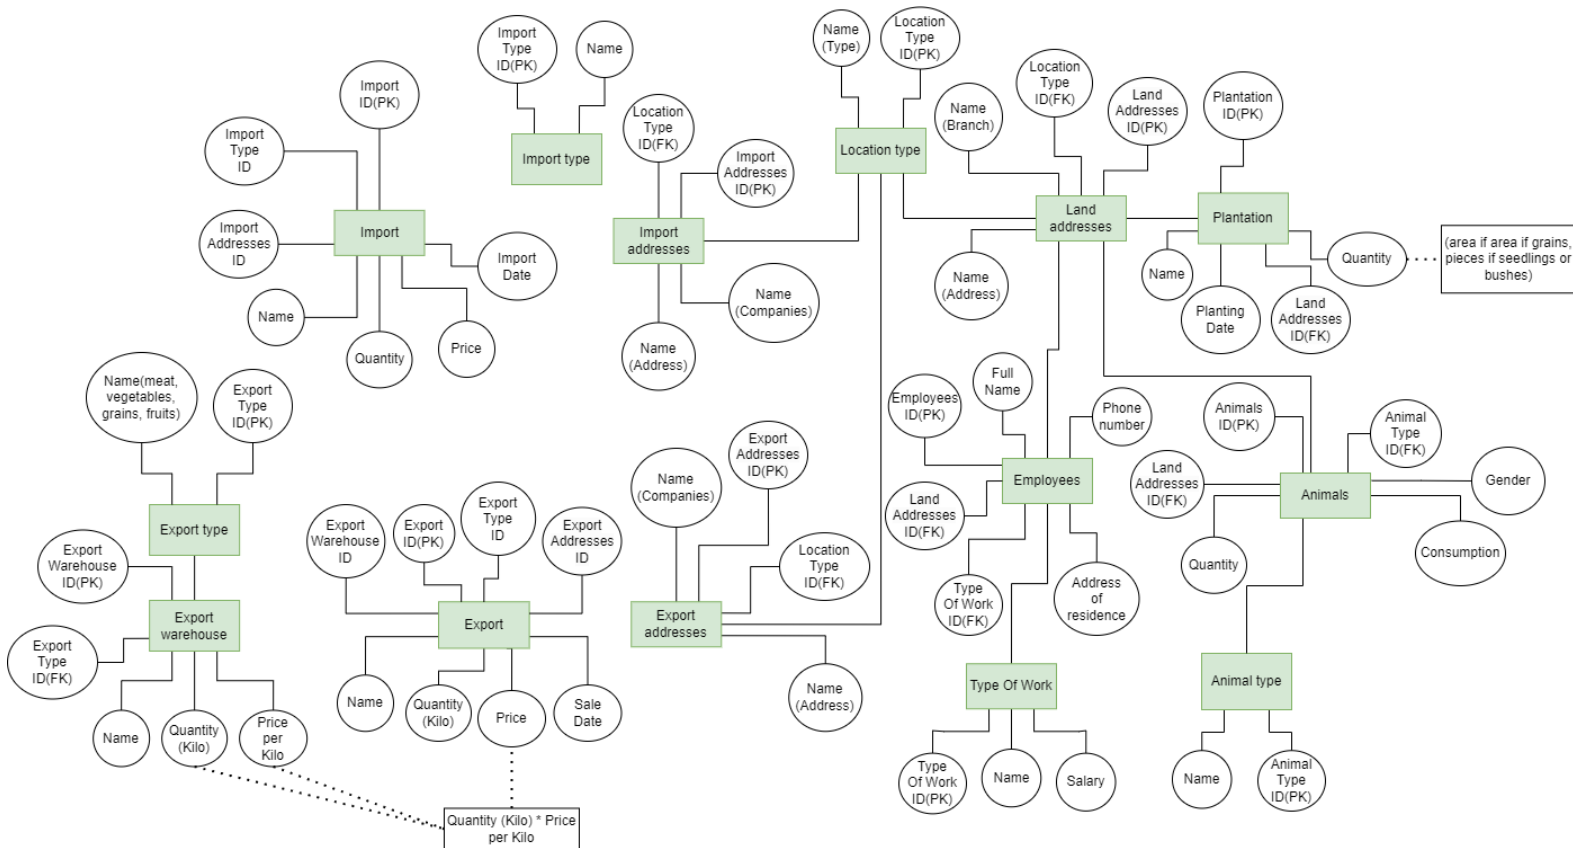 Import
Type
ID(PK)
Name
Import type
Import
ID(PK)
Import
Type
ID
Import
Addresses
ID
Import
Import
Date
Name
Quantity
Price
Location
Type
ID(FK)
Import
Addresses
ID(PK)
Import
addresses
Name
(Companies)
Name
(Address)
Name
(Type)
Location
Type
ID(PK)
Location type
Name
(Branch)
Location
Type
ID(FK)
Land
Addresses
ID(PK)
Land
addresses
Name
(Address)
Plantation
ID(PK)
Plantation
Name
Planting
Date
Land
Addresses
ID(FK)
Quantity
(area if area if grains,
pieces if seedlings or
bushes)
Name(meat,
vegetables,
grains, fruits)
Export
Type
ID(PK)
Export type
Export
Warehouse
ID(PK)
Export
warehouse
Export
Type
ID(FK)
Name
Quantity
(Kilo)
Price
per
Kilo
Export
Warehouse
ID
Export
ID(PK)
Export
Type
ID
Export
Addresses
ID
Export
Name
Quantity
(Kilo)
Price
Sale
Date
Quantity (Kilo) * Price
per Kilo
Name
(Companies)
Export
Addresses
ID(PK)
Location
Type
ID(FK)
Export
addresses
Name
(Address)
Employees
ID(PK)
Full
Name
Phone
number
Employees
Land
Addresses
ID(FK)
Type
Of Work
ID(FK)
Address
of
residence
Type Of Work
Type
Of Work
ID(PK)
Name
Salary
Animals
ID(PK)
Animal
Type
ID(FK)
Land
Addresses
ID(FK)
Animals
Gender
Quantity
Consumption
Animal type
Name
Animal
Type
ID(PK)